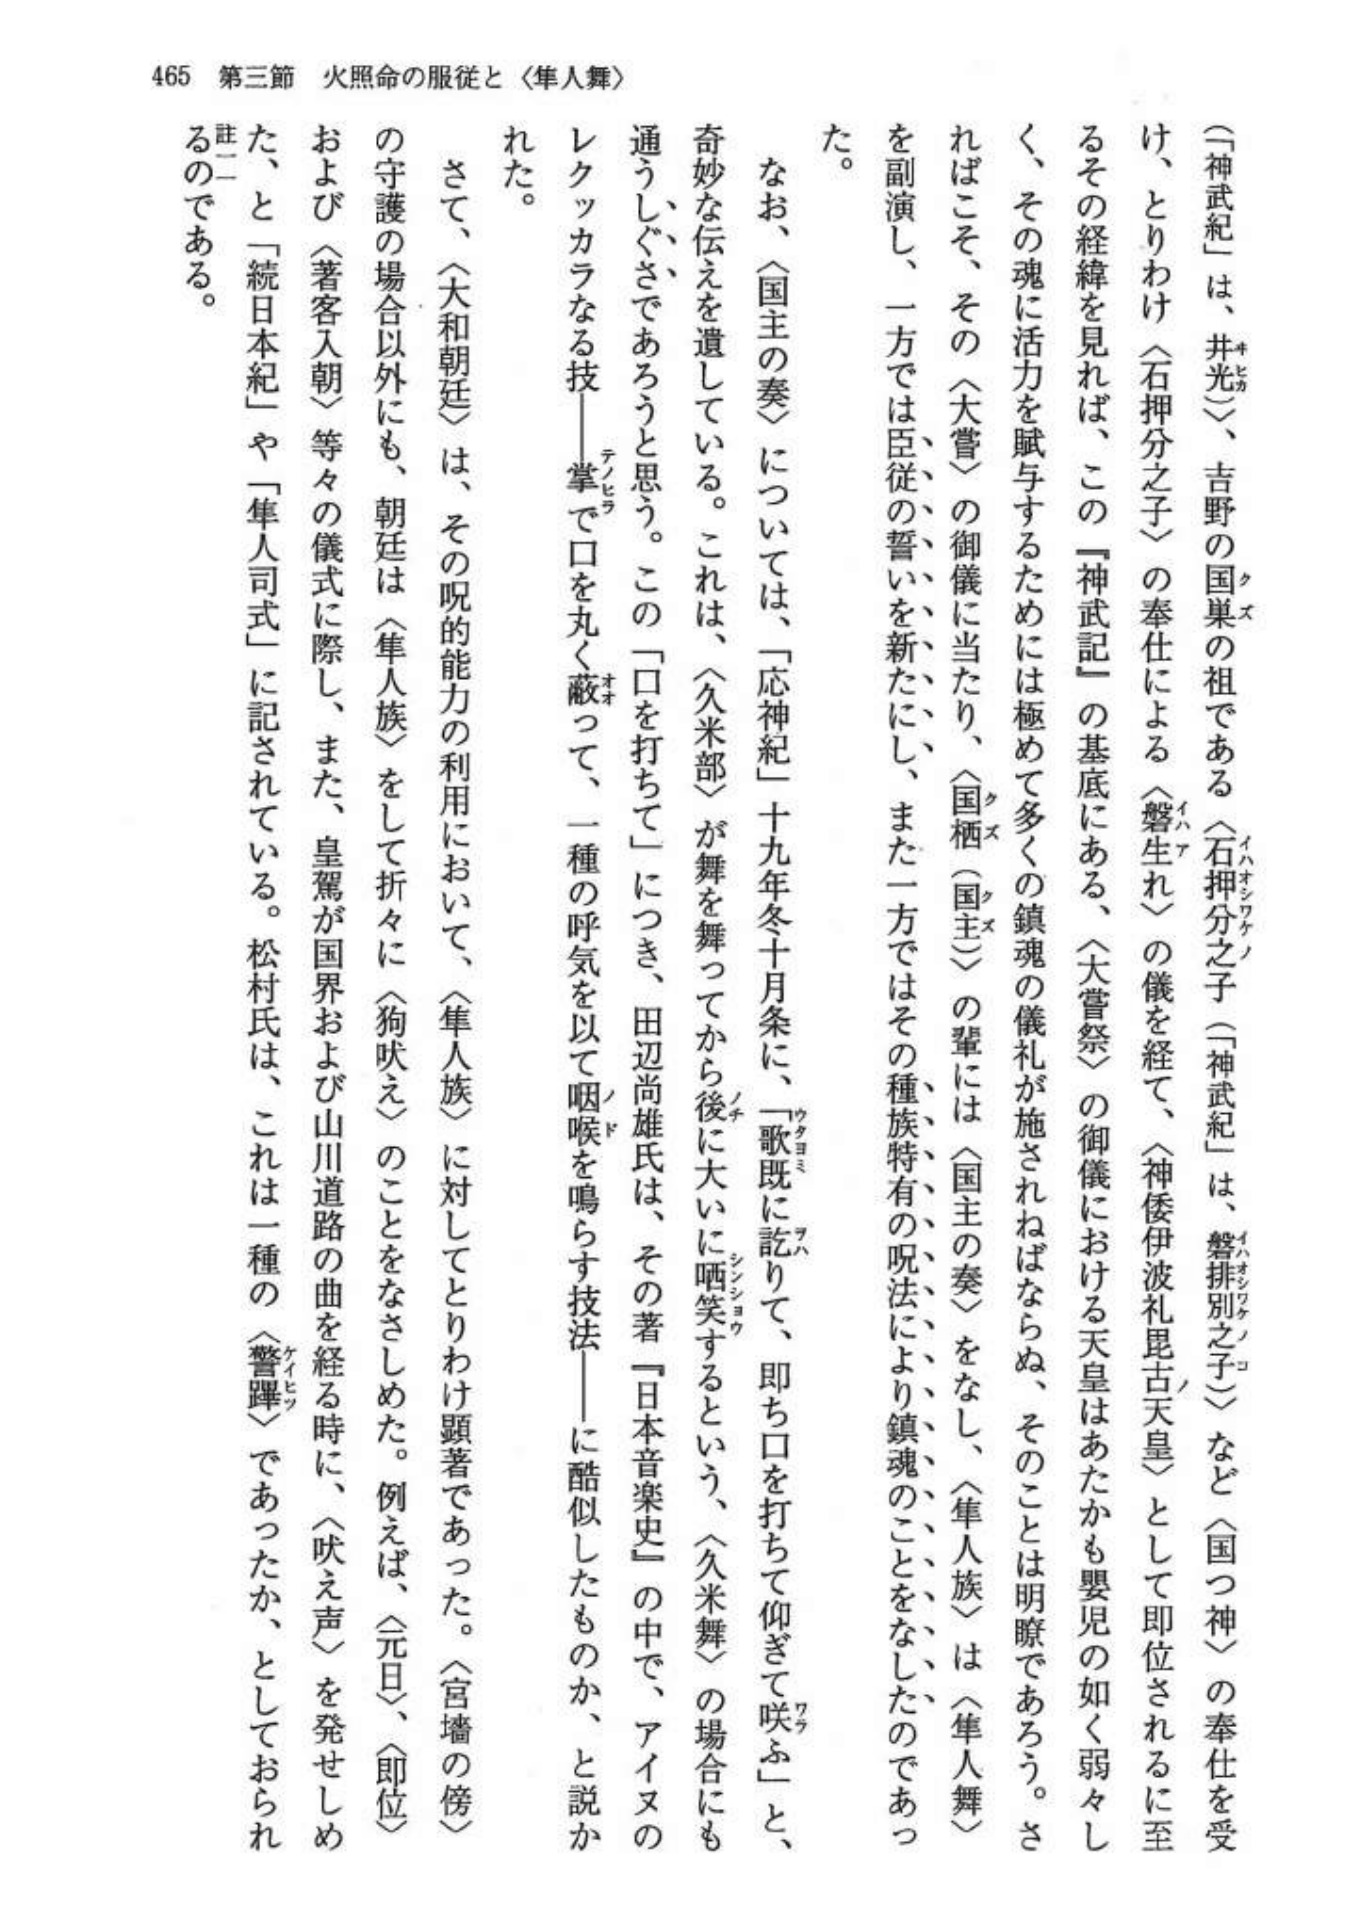 465　第三節　火照命の服従と〈隼人舞〉
（「神武紀」は、井光）〉、吉野の国巣の祖である〈石押分之子（「神武紀」は、磐排別之子）〉など〈国つ神〉の奉仕を受
け、とりわけ〈石押分之子〉の奉仕による〈磐生れ〉の儀を経て、〈神倭伊波礼毘古天皇〉として即位されるに至
るその経緯を見れば、この『神武記』の基底にある、〈大嘗祭〉の御儀における天皇はあたかも嬰児の如く弱々し
く、その魂に活力を賦与するためには極めて多くの鎮魂の儀礼が施されねばならぬ、そのことは明瞭であろう。さ
ればこそ、その〈大嘗〉の御儀に当たり、〈国栖（国主）〉の輩には〈国主の奏〉をなし、〈隼人族〉は〈隼人舞〉
を副演し、一方では臣従の誓いを新たにし、また一方ではその種族特有の呪法により鎮魂のことをなしたのであっ
た。
　なお、〈国主の奏〉については、「応神紀」十九年冬十月条に、「歌既に訖りて、即ち口を打ちて仰ぎて咲ふ」と、
奇妙な伝えを遺している。これは、〈久米部〉が舞を舞ってから後に大いに哂笑するという、〈久米舞〉の場合にも
通うしぐさであろうと思う。この「口を打ちて」につき、田辺尚雄氏は、その著『日本音楽史』の中で、アイヌの
レクッカラなる技――掌で口を丸く蔽って、一種の呼気を以て咽喉を鳴らす技法――に酷似したものか、と説か
れた。
　さて、〈大和朝廷〉は、その呪的能力の利用において、〈隼人族〉に対してとりわけ顕著であった。〈宮墻の傍〉
の守護の場合以外にも、朝廷は〈隼人族〉をして折々に〈狗吠え〉のことをなさしめた。例えば、〈元日〉、〈即位〉
および〈著客入朝〉等々の儀式に際し、また、皇駕が国界および山川道路の曲を経る時に、〈吠え声〉を発せしめ
た、と「続日本紀」や「隼人司式」に記されている。松村氏は、これは一種の〈警蹕〉であったか、としておられ
るのである。註一一